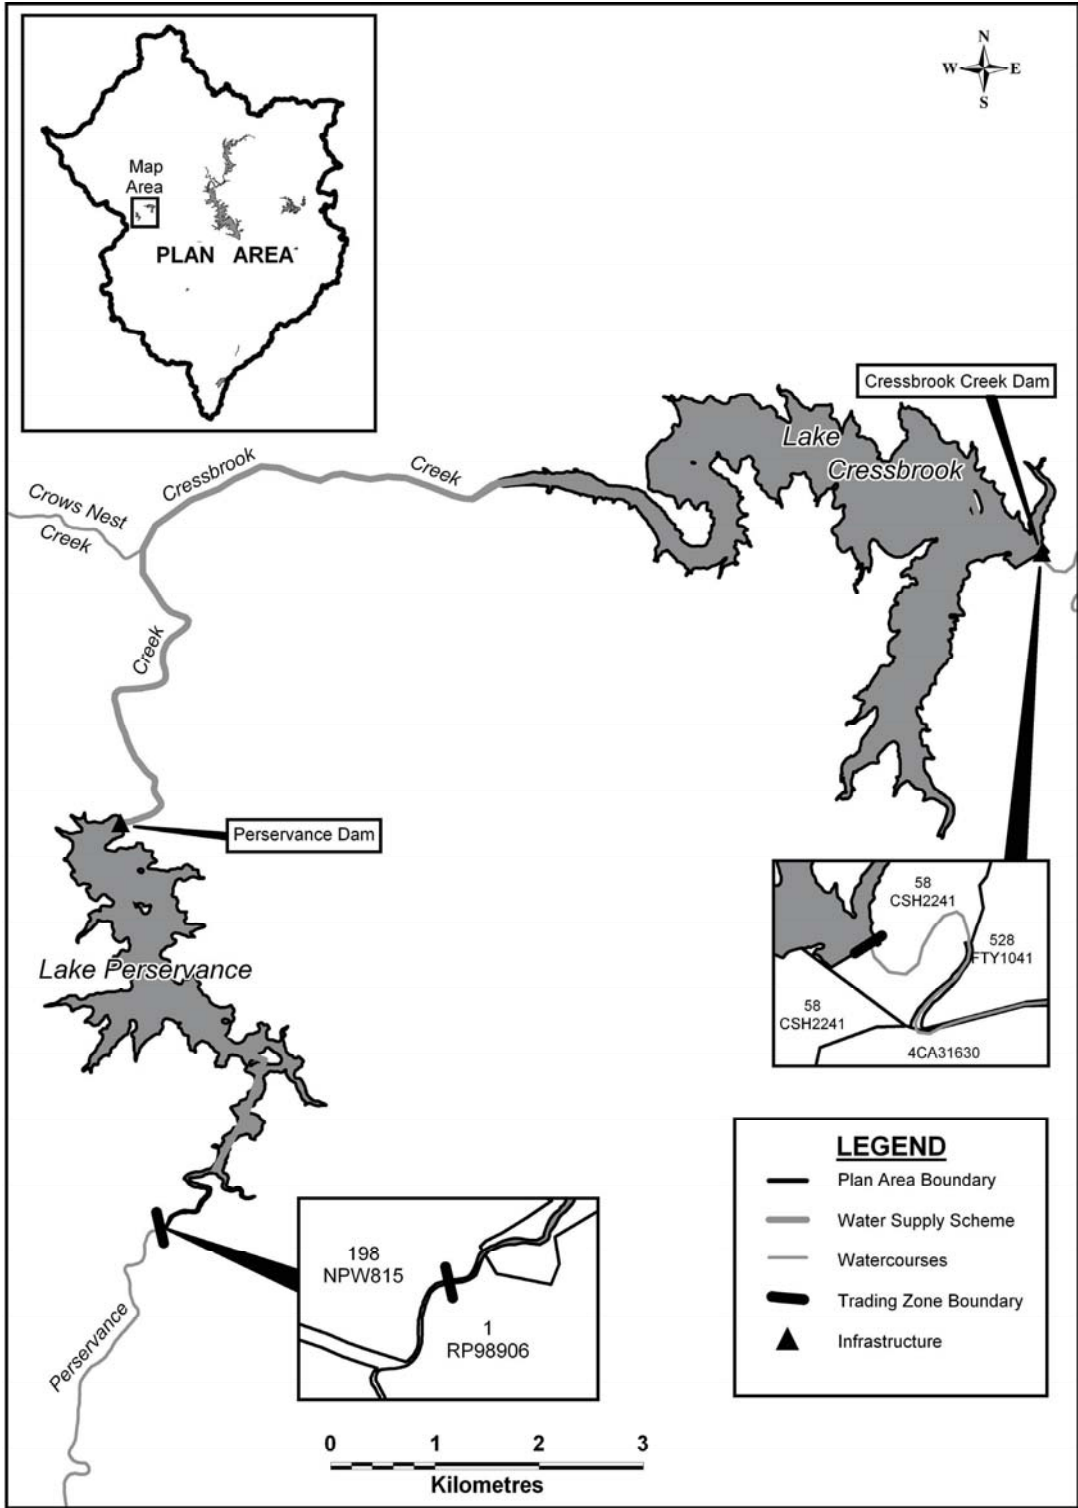 Map
Area
PLAN AREA
N
W E
S
Cressbrook Creek Dam
Lake
Cressbrook
Cressbrook
Creek
Crows Nest
Creek
Creek
Perservance Dam
Lake Perservance
58
CSH2241
528
FTY1041
58
CSH2241
4CA31630
198
NPW815
1
RP98906
Perservance
LEGEND
Plan Area Boundary
Water Supply Scheme
Watercourses
Trading Zone Boundary
Infrastructure
0 1 2 3
Kilometres